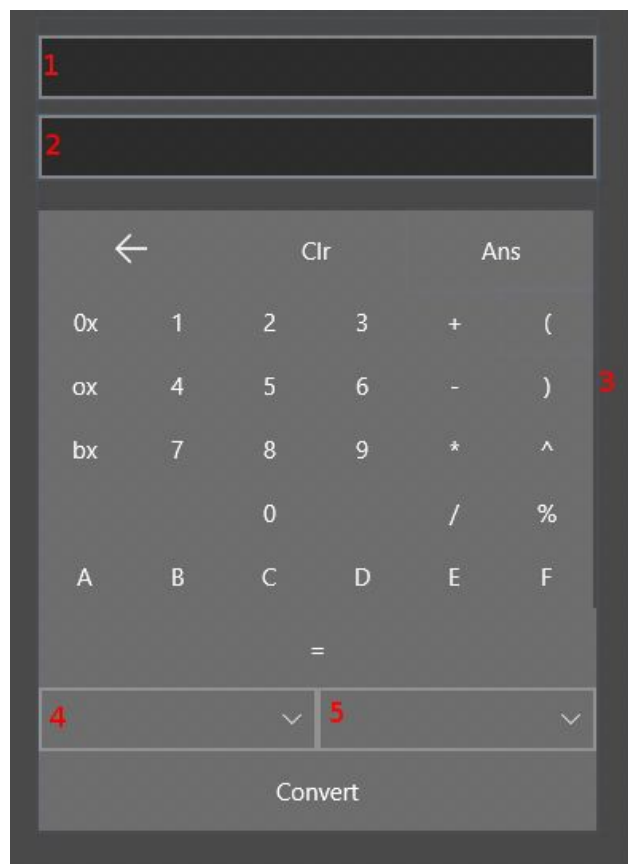 1
2
← Clr Ans
0x 1 2 3 + (
ox 4 5 6 - )
3
bx 7 8 9 * ^
0 / %
A B C D E F
=
4 5
Convert